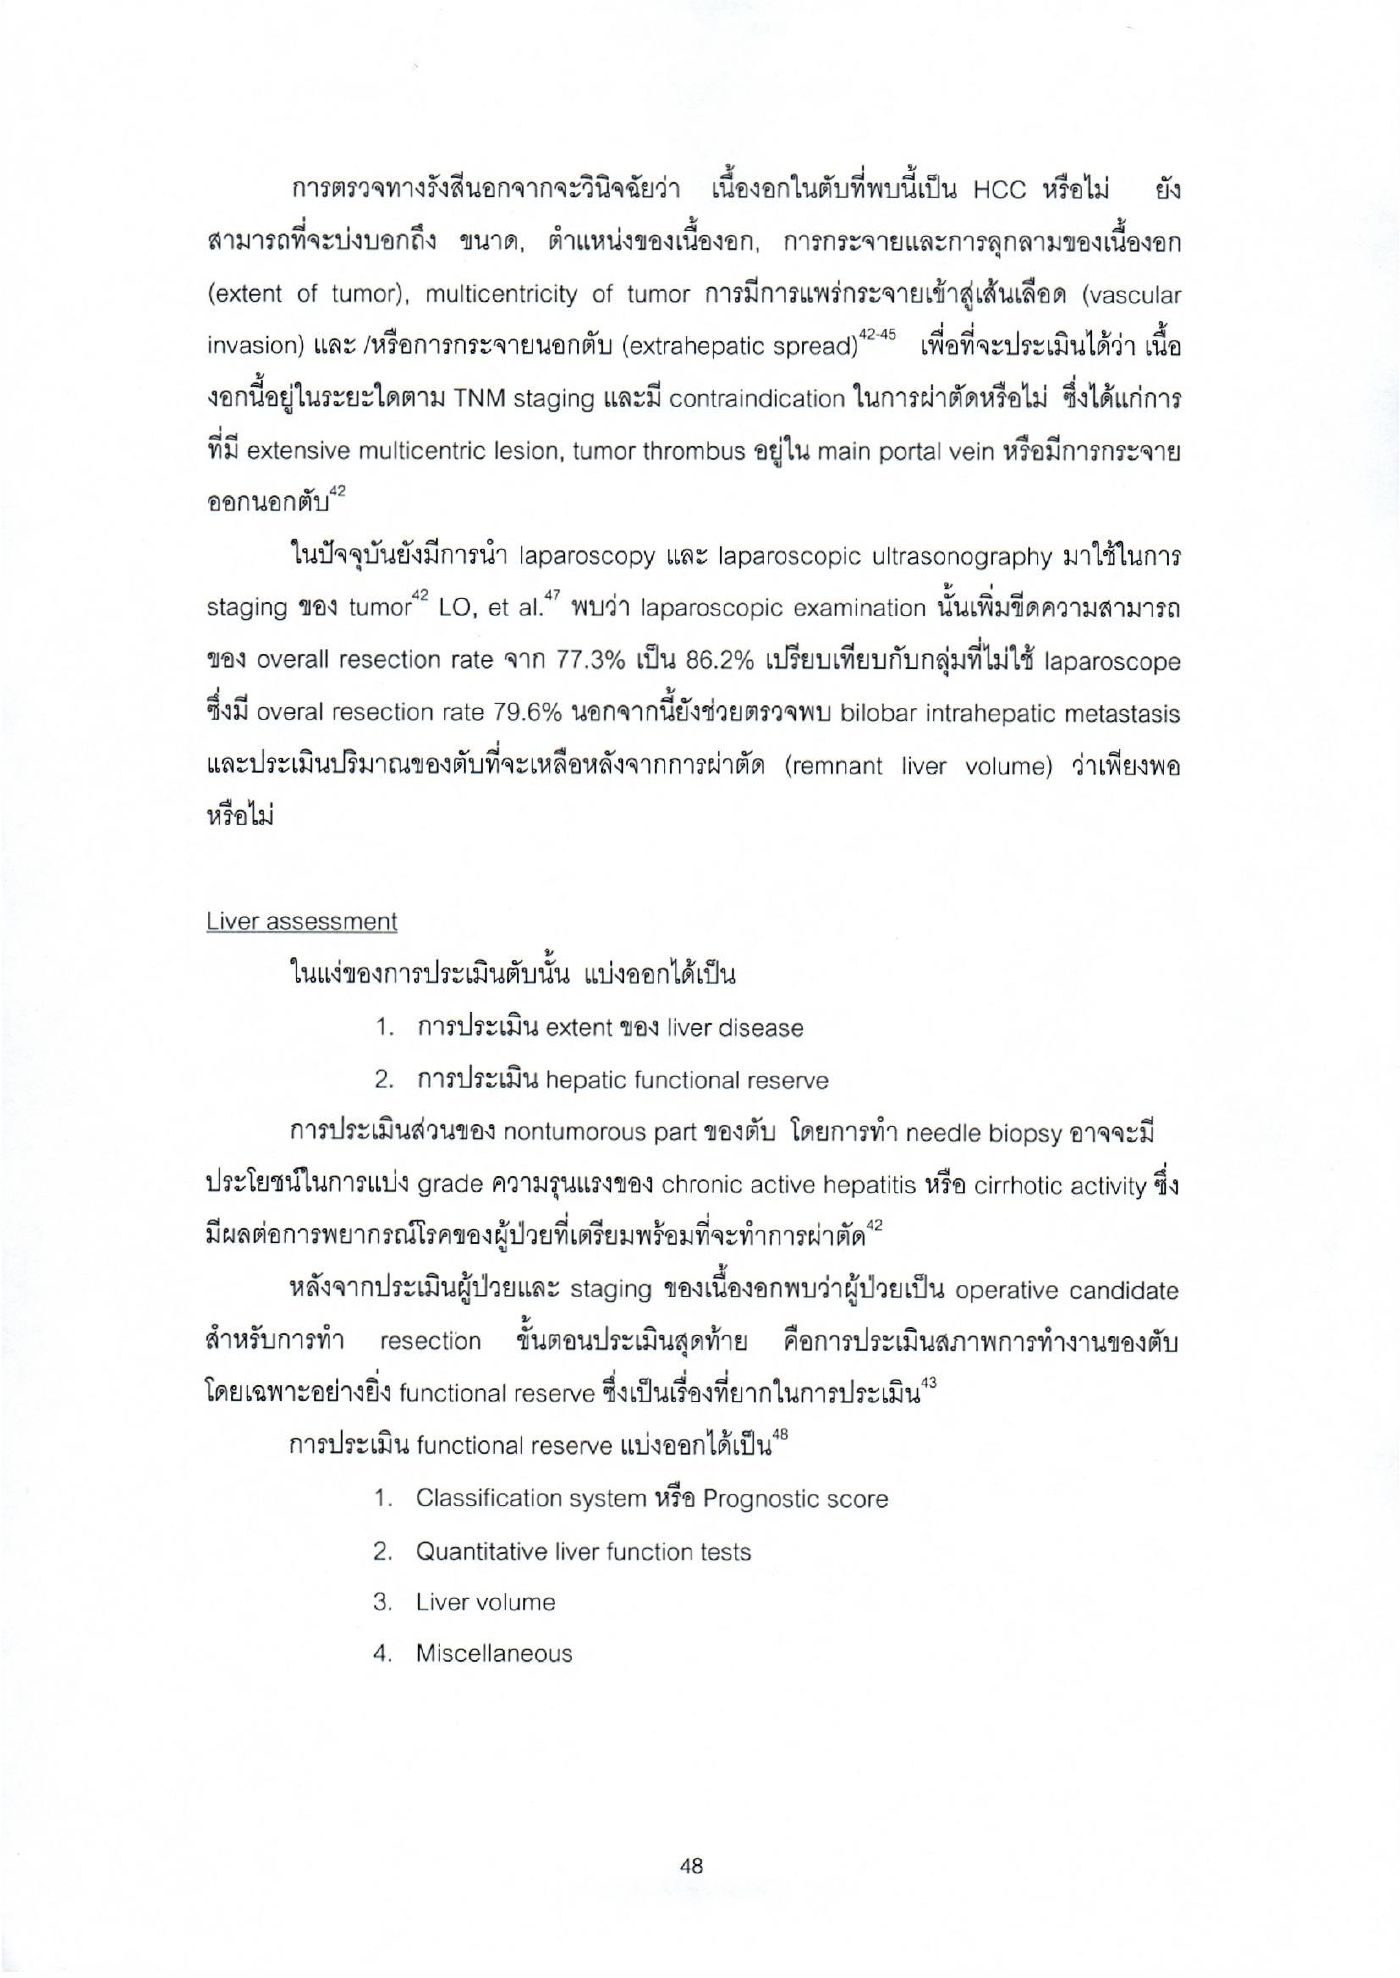 การตรวจทางรังสีนอกจากจะวินิจฉัยว่า เนื้องอกในตับที่พบนี้เป็น HCC หรือไม่ ยัง
สามารถที่จะบ่งบอกถึง ขนาด, ตำแหน่งของเนื้องอก, การกระจายและการลุกลามของเนื้องอก
(extent of tumor), multicentricity of tumor การมีการแพร่กระจายเข้าสู่เส้นเลือด (vascular
invasion) และ /หรือการกระจายนอกตับ (extrahepatic spread)42-45 เพื่อที่จะประเมินได้ว่า เนื้อ
งอกนี้อยู่ในระยะใดตาม TNM staging และมี contraindication ในการผ่าตัดหรือไม่ ซึ่งได้แก่การ
ที่มี extensive multicentric lesion, tumor thrombus อยู่ใน main portal vein หรือมีการกระจาย
ออกนอกตับ42
ในปัจจุบันยังมีการนำ laparoscopy และ laparoscopic ultrasonography มาใช้ในการ
staging ของ tumor42 LO, et al.47 พบว่า laparoscopic examination นั้นเพิ่มขีดความสามารถ
ของ overall resection rate จาก 77.3% เป็น 86.2% เปรียบเทียบกับกลุ่มที่ไม่ใช้ laparoscope
ซึ่งมี overal resection rate 79.6% นอกจากนี้ยังช่วยตรวจพบ bilobar intrahepatic metastasis
และประเมินปริมาณของตับที่จะเหลือหลังจากการผ่าตัด (remnant liver volume) ว่าเพียงพอ
หรือไม่
Liver assessment
ในแง่ของการประเมินตับนั้น แบ่งออกได้เป็น
1. การประเมิน extent ของ liver disease
2. การประเมิน hepatic functional reserve
การประเมินส่วนของ nontumorous part ของตับ โดยการทำ needle biopsy อาจจะมี
ประโยชน์ในการแบ่ง grade ความรุนแรงของ chronic active hepatitis หรือ cirrhotic activity ซึ่ง
มีผลต่อการพยากรณ์โรคของผู้ป่วยที่เตรียมพร้อมที่จะทำการผ่าตัด42
หลังจากประเมินผู้ป่วยและ staging ของเนื้องอกพบว่าผู้ป่วยเป็น operative candidate
สำหรับการทำ resection ขั้นตอนประเมินสุดท้าย คือการประเมินสภาพการทำงานของตับ
โดยเฉพาะอย่างยิ่ง functional reserve ซึ่งเป็นเรื่องที่ยากในการประเมิน43
การประเมิน functional reserve แบ่งออกได้เป็น48
1. Classification system หรือ Prognostic score
2. Quantitative liver function tests
3. Liver volume
4. Miscellaneous
48